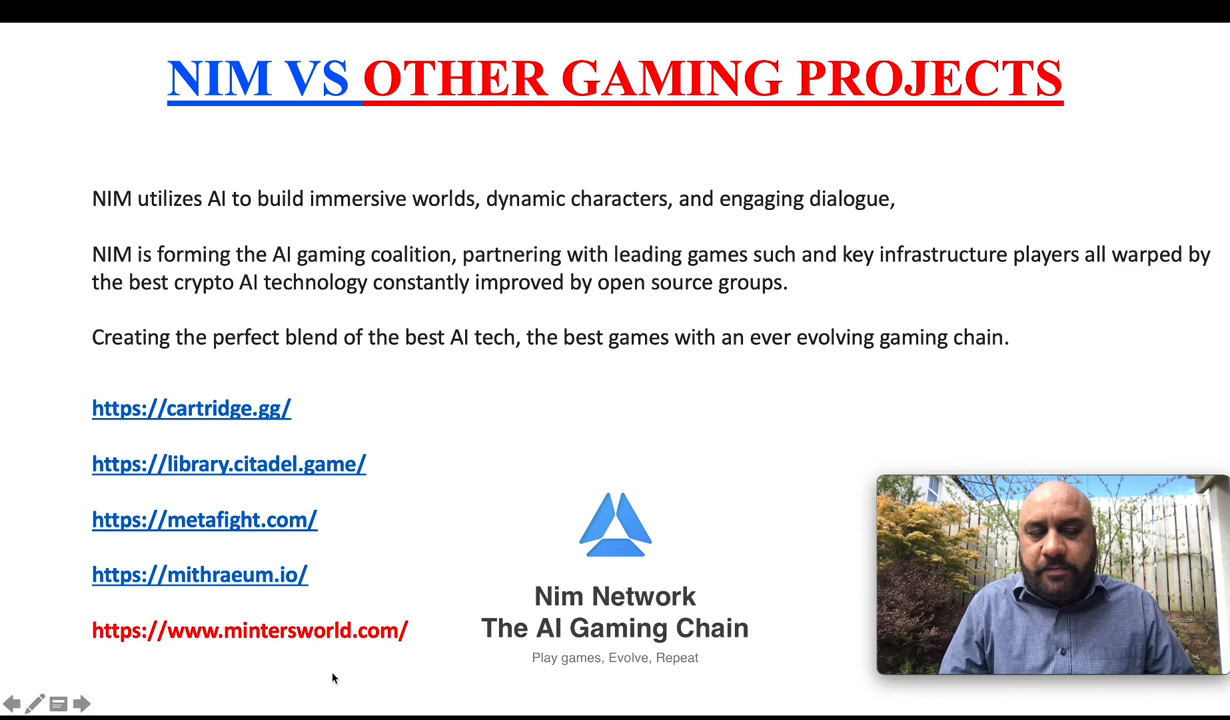 NIM VS OTHER GAMING PROJECTS
NIM utilizes AI to build immersive worlds, dynamic characters, and engaging dialogue,
NIM is forming the AI gaming coalition, partnering with leading games such and key infrastructure players all warped by
the best crypto AI technology constantly improved by open source groups.
Creating the perfect blend of the best AI tech, the best games with an ever evolving gaming chain.
https://cartridge.gg/
https://library.citadel.game/
https://metafight.com/
https://mithraeum.io/
https://www.mintersworld.com/
Nim Network
The AI Gaming Chain
Play games, Evolve, Repeat